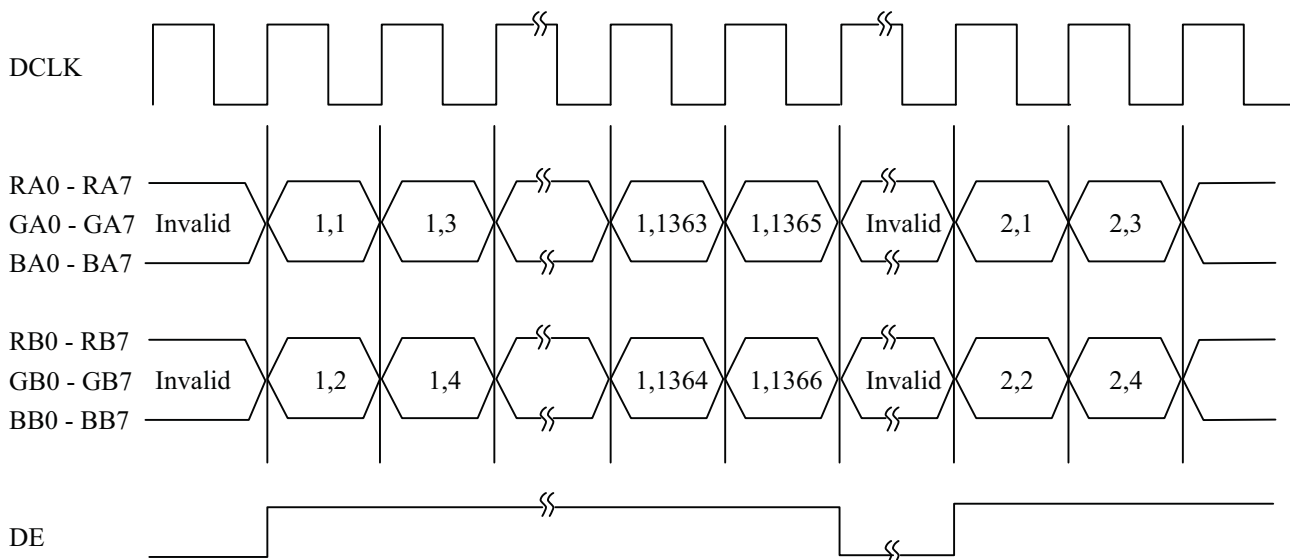 DCLK
RA0 - RA7
GA0 - GA7 Invalid 1,1 1,3 1,1363 1,1365 Invalid 2,1 2,3
BA0 - BA7
RB0 - RB7
GB0 - GB7 Invalid 1,2 1,4 1,1364 1,1366 Invalid 2,2 2,4
BB0 - BB7
DE